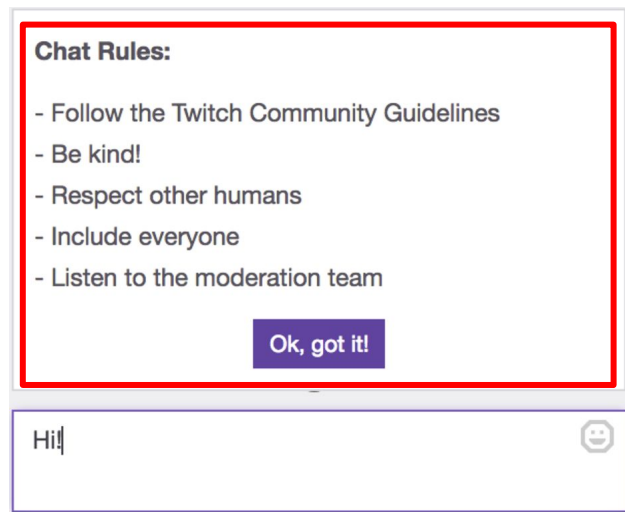 Chat Rules:
- Follow the Twitch Community Guidelines
- Be kind!
- Respect other humans
- Include everyone
- Listen to the moderation team
Ok, got it!
Hi!